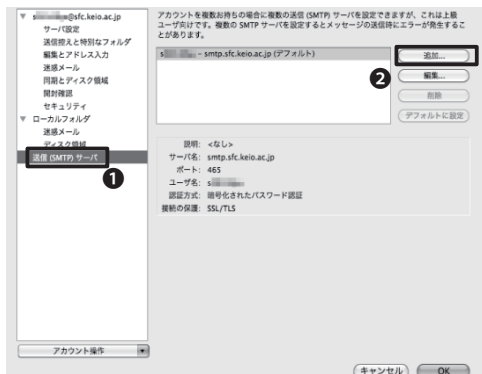 s @sfc.keio.ac.jp
サーバ設定
送信控えと特別なフォルダ
編集とアドレス入力
迷惑メール
同期とディスク領域
開封確認
セキュリティ
ローカルフォルダ
迷惑メール
ディスク領域
送信 (SMTP) サーバ
❶
アカウント操作
アカウントを複数お持ちの場合に複数の送信 (SMTP) サーバを設定できますが、これは上級
ユーザ向けです。複数の SMTP サーバを設定するとメッセージの送信時にエラーが発生するこ
とがあります。
s – smtp.sfc.keio.ac.jp (デフォルト)
❷
追加...
編集...
削除
デフォルトに設定
説明: <なし>
サーバ名: smtp.sfc.keio.ac.jp
ポート: 465
ユーザ名: s
認証方式: 暗号化されたパスワード認証
接続の保護: SSL/TLS
キャンセル
OK